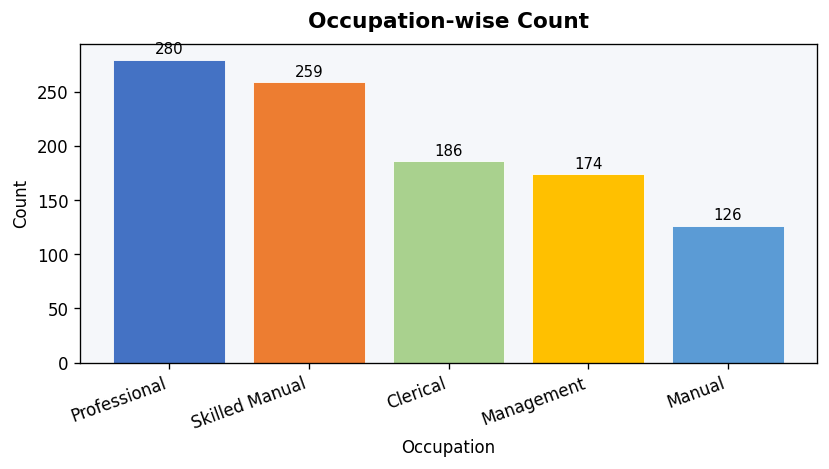 Occupation-wise Count
280
259
186
174
126
Count
250
200
150
100
50
0
Professional
Skilled Manual
Clerical
Management
Manual
Occupation